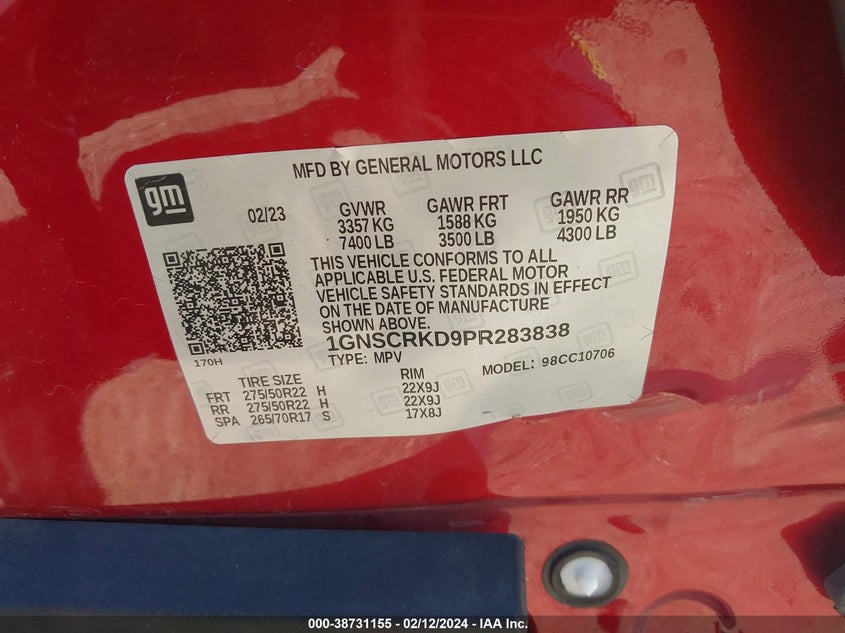 MFD BY GENERAL MOTORS LLC
gm
02/23
GVWR GAWR FRT GAWR RR
3357 KG 1588 KG 1950 KG
7400 LB 3500 LB 4300 LB
THIS VEHICLE CONFORMS TO ALL
APPLICABLE U.S. FEDERAL MOTOR
VEHICLE SAFETY STANDARDS IN EFFECT
ON THE DATE OF MANUFACTURE
SHOWN ABOVE.
1GNSCRKD9PR283838
170H
TYPE: MPV
MODEL: 98CC10706
TIRE SIZE RIM
FRT 275/50R22 H 22X9J
RR 275/50R22 H 22X9J
SPA 265/70R17 S 17X8J
000-38731155 - 02/12/2024 - IAA Inc.